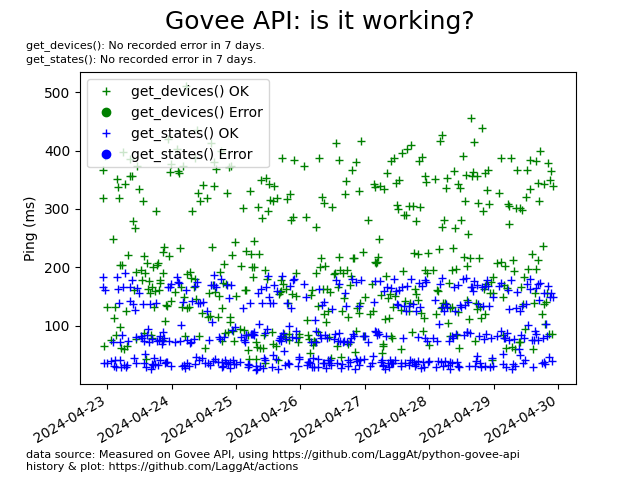 Govee API: is it working?
get_devices(): No recorded error in 7 days.
get_states(): No recorded error in 7 days.
get_devices() OK
get_devices() Error
get_states() OK
get_states() Error
Ping (ms)
500
400
300
200
100
2024-04-23
2024-04-24
2024-04-25
2024-04-26
2024-04-27
2024-04-28
2024-04-29
2024-04-30
data source: Measured on Govee API, using https://github.com/LaggAt/python-govee-api
history & plot: https://github.com/LaggAt/actions